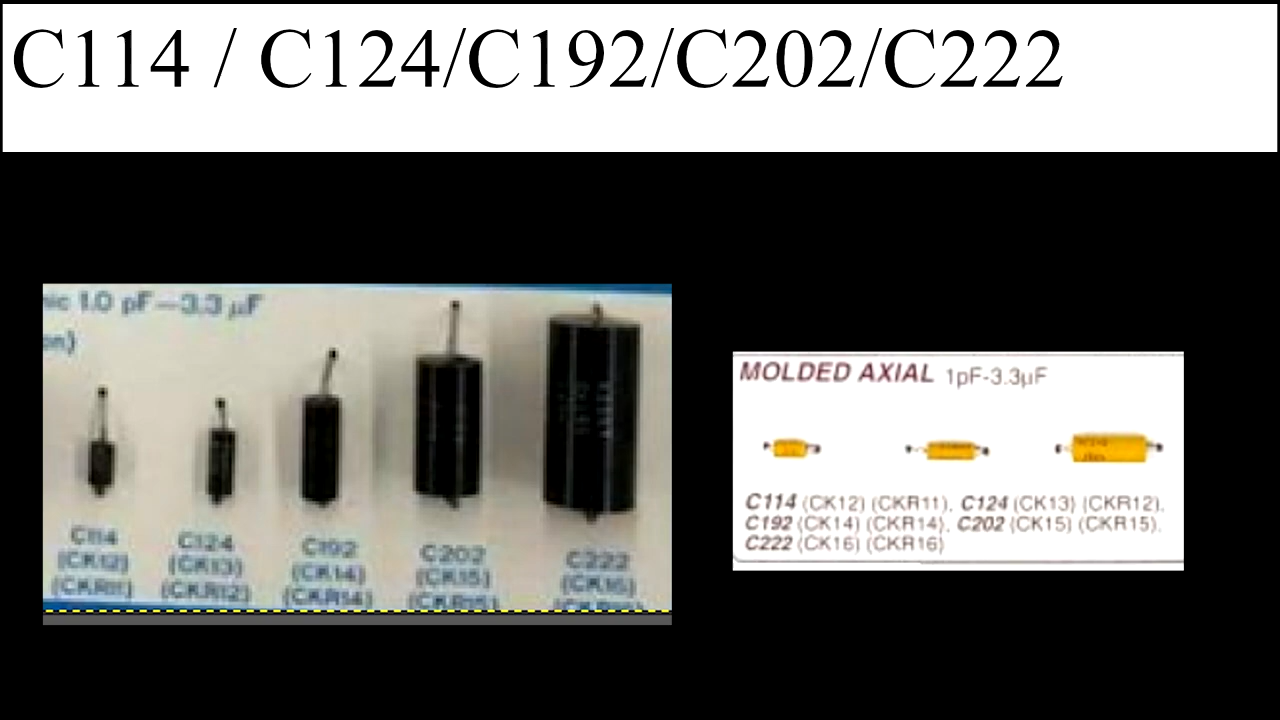 C114 / C124/C192/C202/C222
1.0 pF – 3.3 µF
C114
(CK12)
(CKR11)
C124
(CK13)
(CKR12)
C192
(CK14)
(CKR14)
C202
(CK15)
(CKR15)
C222
(CK16)
MOLDED AXIAL 1pF-3.3µF
C114 (CK12) (CKR11), C124 (CK13) (CKR12),
C192 (CK14) (CKR14), C202 (CK15) (CKR15),
C222 (CK16) (CKR16)